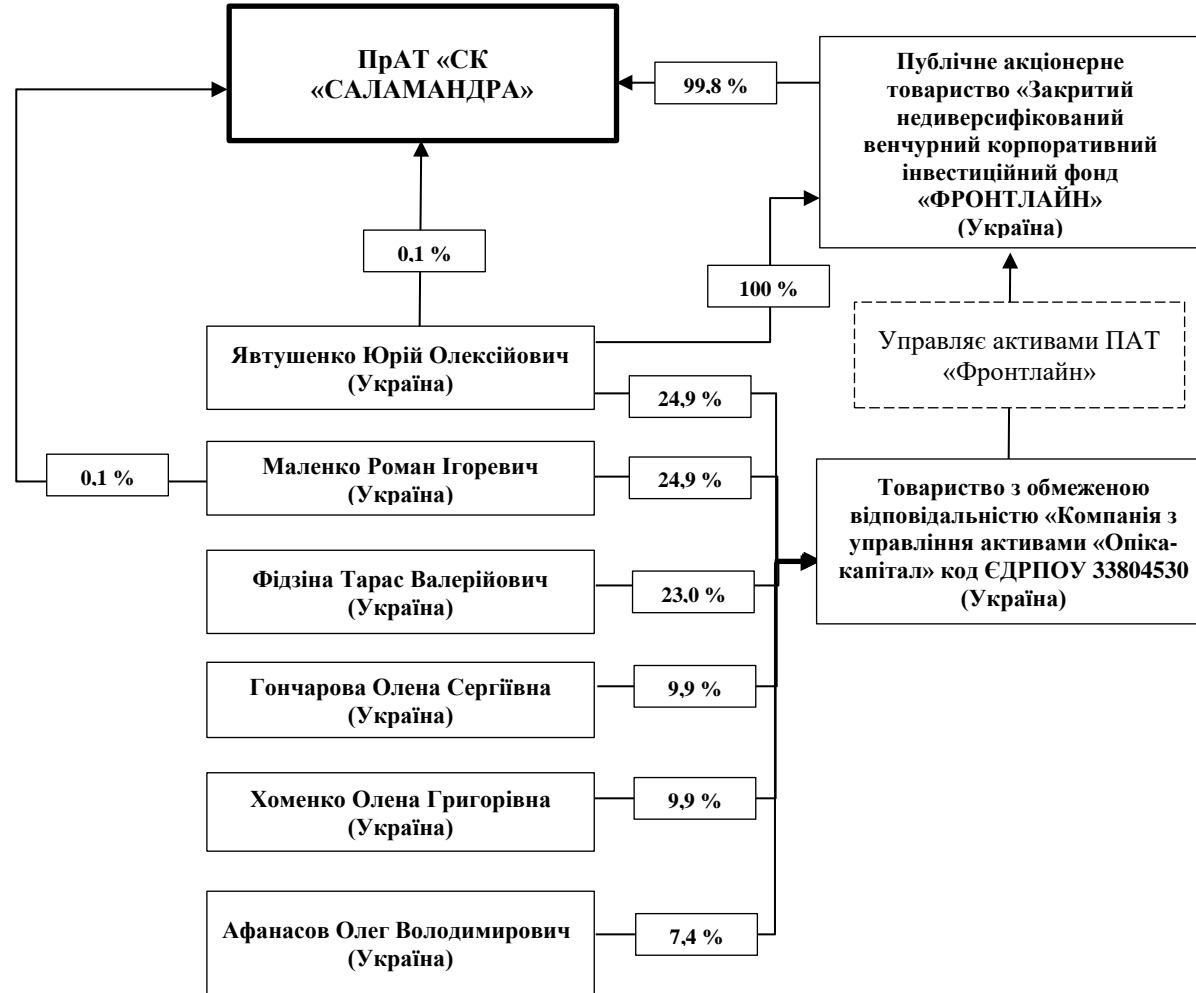 ПрАТ «СК
«САЛАМАНДРА»
99,8 %
Публічне акціонерне
товариство «Закритий
недиверсифікований
венчурний корпоративний
інвестиційний фонд
«ФРОНТЛАЙН»
(Україна)
0,1 %
100 %
Управляє активами ПАТ
«Фронтлайн»
Явтушенко Юрій Олексійович
(Україна)
24,9 %
0,1 %
Маленко Роман Ігоревич
(Україна)
24,9 %
Товариство з обмеженою
відповідальністю «Компанія з
управління активами «Опіка-
капітал» код ЄДРПОУ 33804530
(Україна)
Фідзіна Тарас Валерійович
(Україна)
23,0 %
Гончарова Олена Сергіївна
(Україна)
9,9 %
Хоменко Олена Григорівна
(Україна)
9,9 %
Афанасов Олег Володимирович
(Україна)
7,4 %